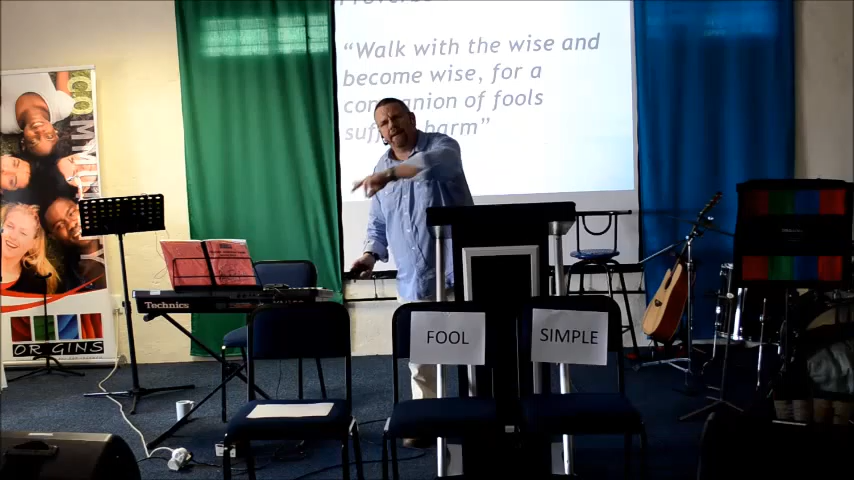 “Walk with the wise and
become wise, for a
companion of fools
harm”
FOOL
SIMPLE
Technics
ORIGINS